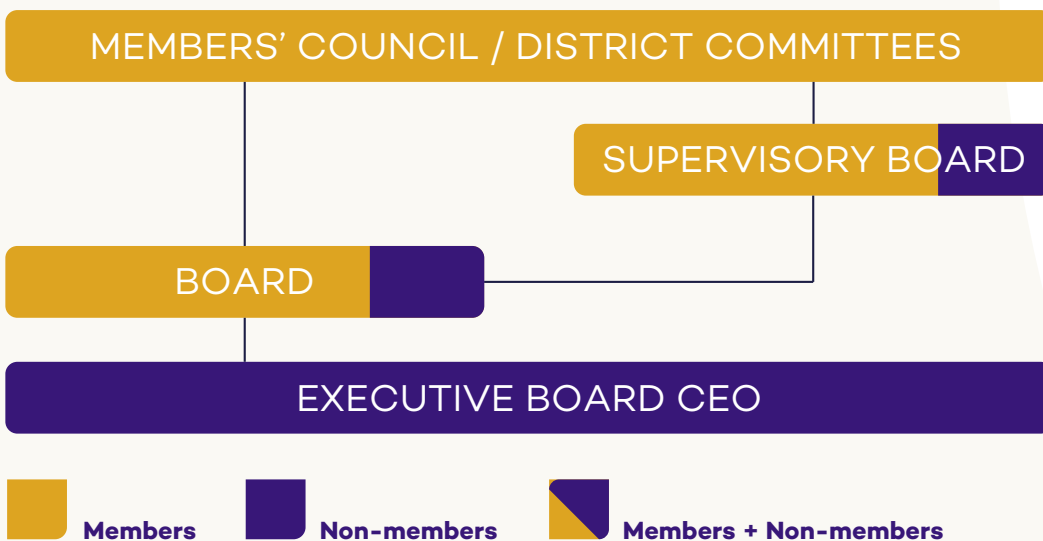 MEMBERS’ COUNCIL / DISTRICT COMMITTEES
SUPERVISORY BOARD
BOARD
EXECUTIVE BOARD CEO
Members
Non-members
Members + Non-members